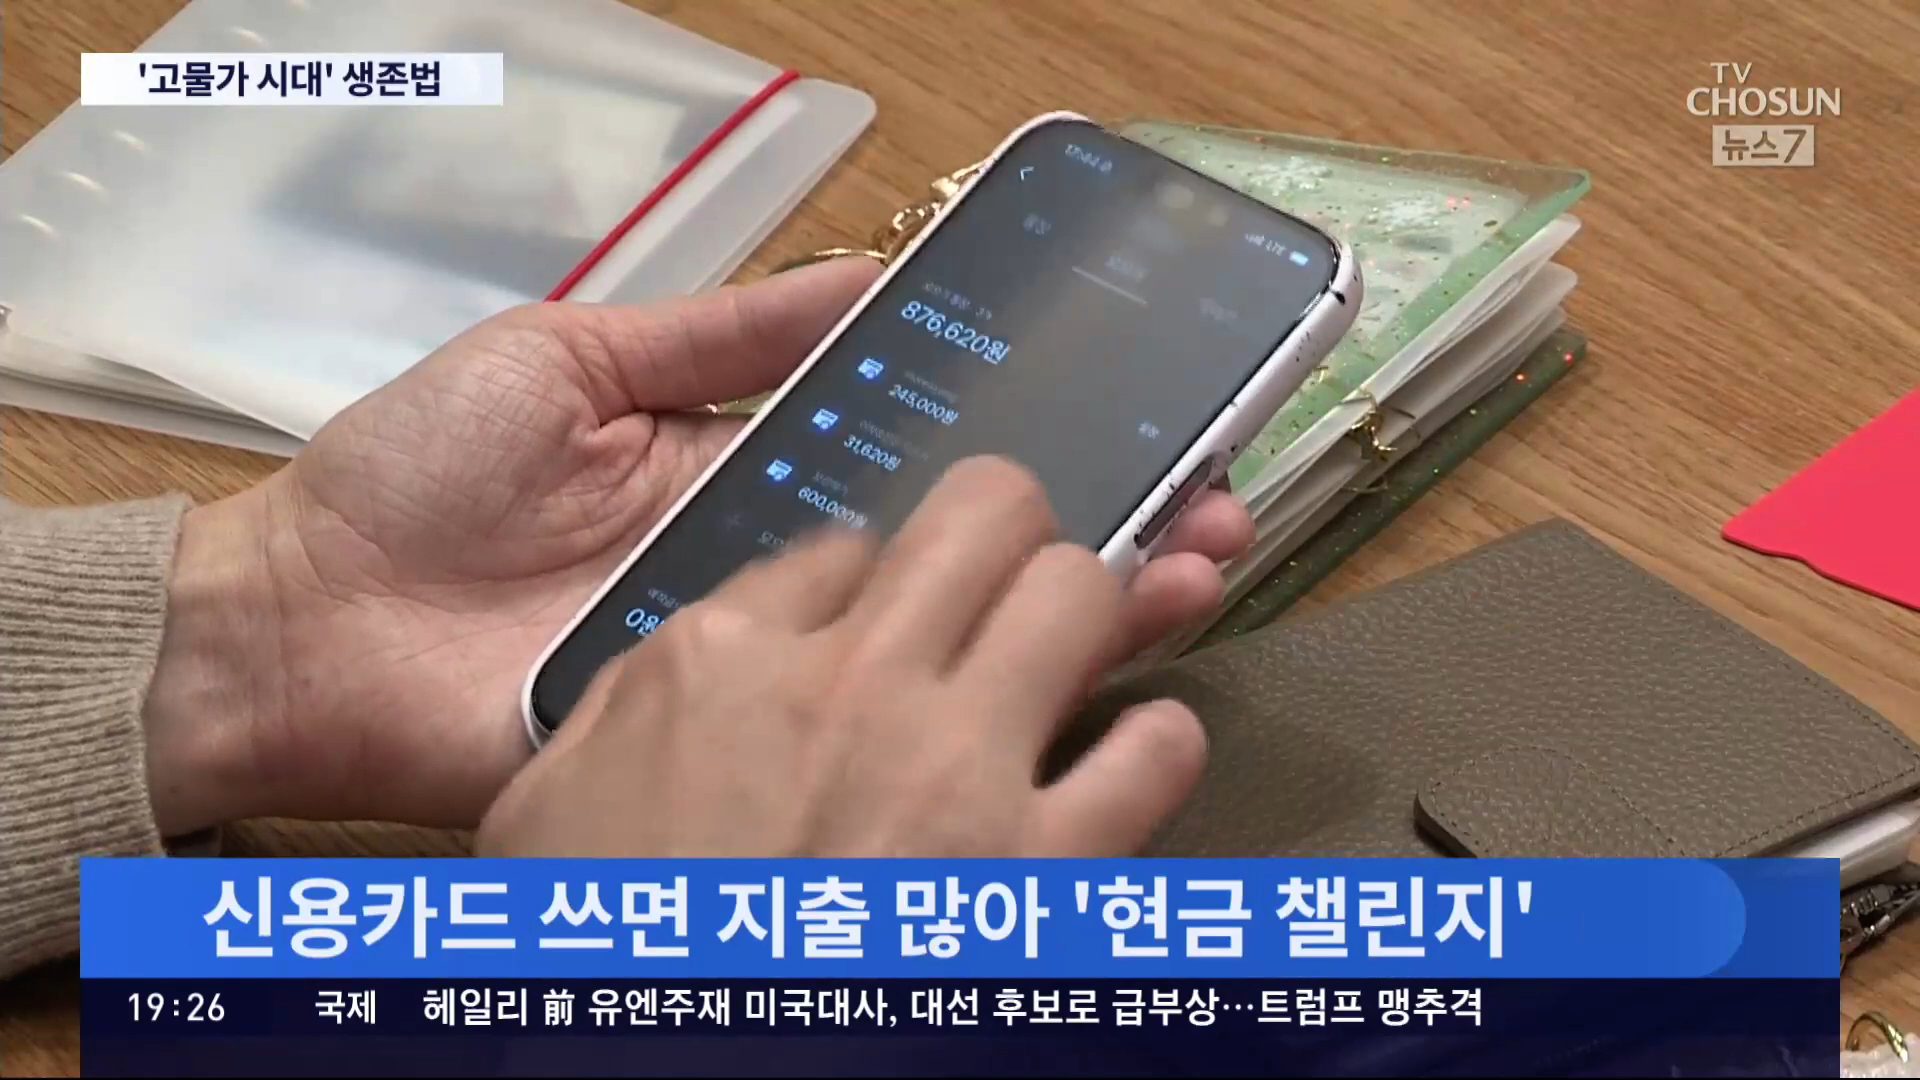 '고물가 시대' 생존법
TV
CHOSUN
뉴스7
LTE
876,620원
245,000원
31,620원
600,000원
0원
신용카드 쓰면 지출 많아 '현금 챌린지'
19:26 국제 헤일리 前 유엔주재 미국대사, 대선 후보로 급부상…트럼프 맹추격